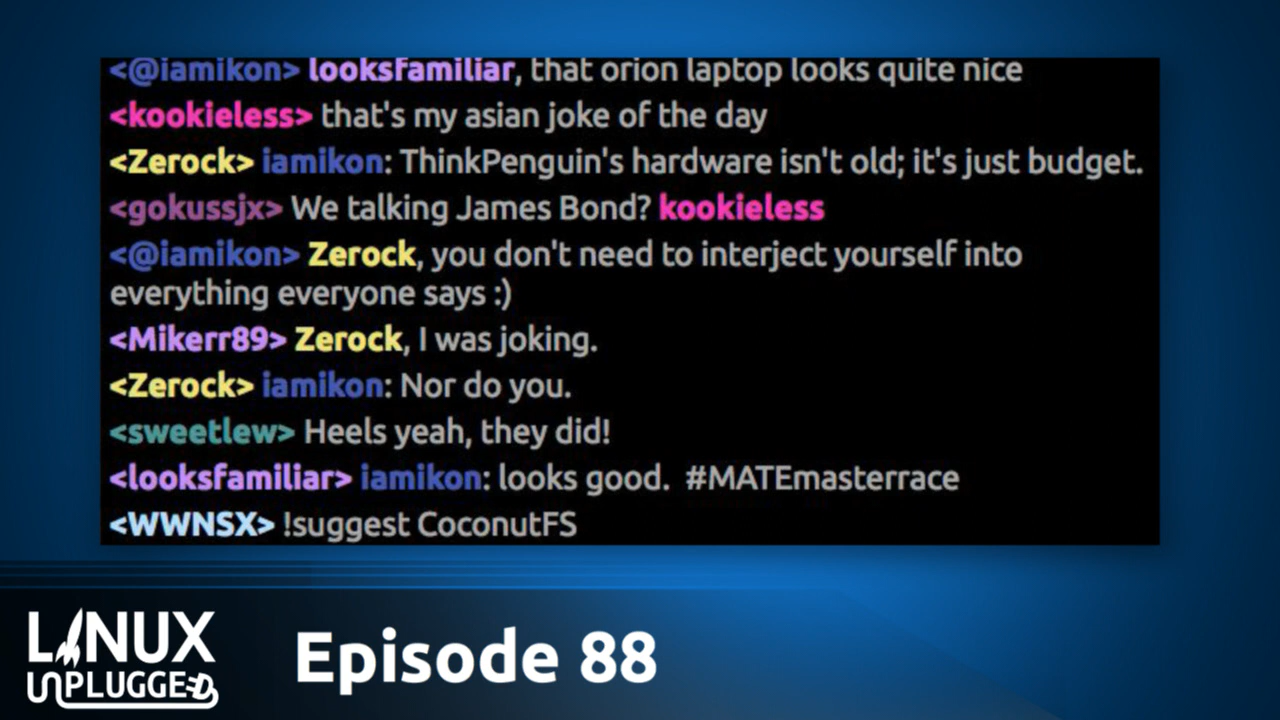 <@iamikon> looksfamiliar, that orion laptop looks quite nice
<kookieless> that's my asian joke of the day
<Zerock> iamikon: ThinkPenguin's hardware isn't old; it's just budget.
<gokussjx> We talking James Bond? kookieless
<@iamikon> Zerock, you don't need to interject yourself into
everything everyone says :)
<Mikerr89> Zerock, I was joking.
<Zerock> iamikon: Nor do you.
<sweetlew> Heels yeah, they did!
<looksfamiliar> iamikon: looks good. #MATEmasterrace
<WWNSX> !suggest CoconutFS
LINUX
UNPLUGGED
Episode 88